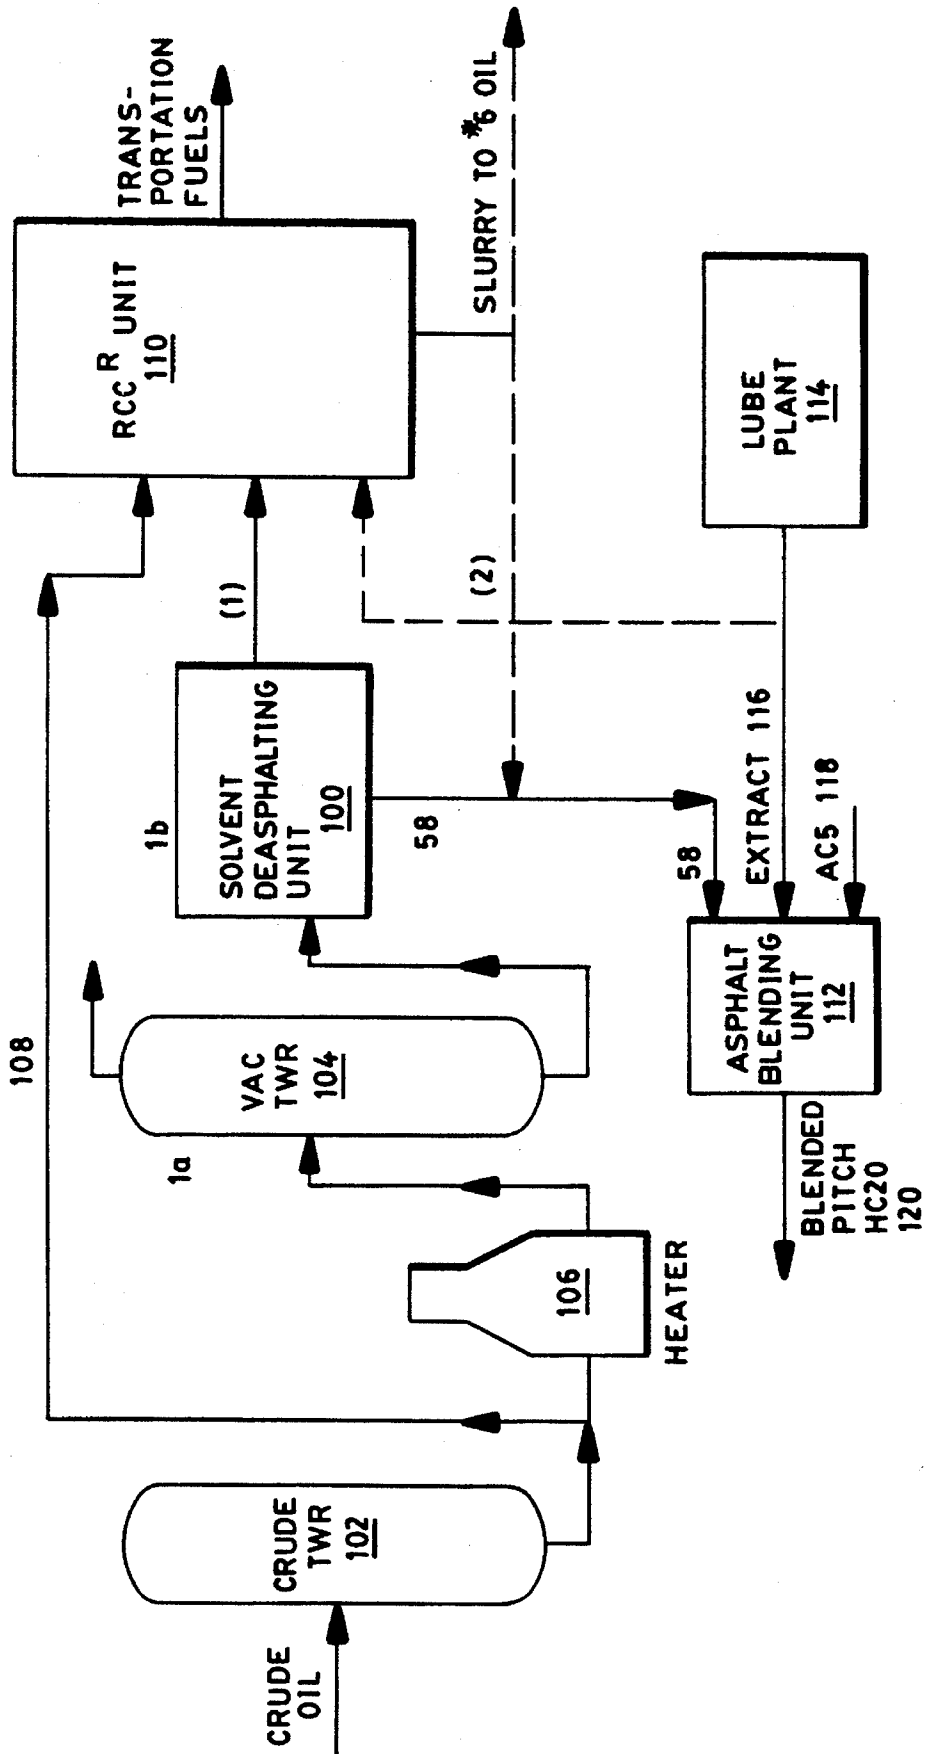 CRUDE
OIL
CRUDE
TWR
102
108
106
HEATER
1a
VAC
TWR
104
1b
SOLVENT
DEASPHALTING
UNIT
100
58
(1)
(2)
RCC R UNIT
110
TRANS-
PORTATION
FUELS
SLURRY TO #6 OIL
LUBE
PLANT
114
EXTRACT 116
58
AC5 118
ASPHALT
BLENDING
UNIT
112
BLENDED
PITCH
HC20
120